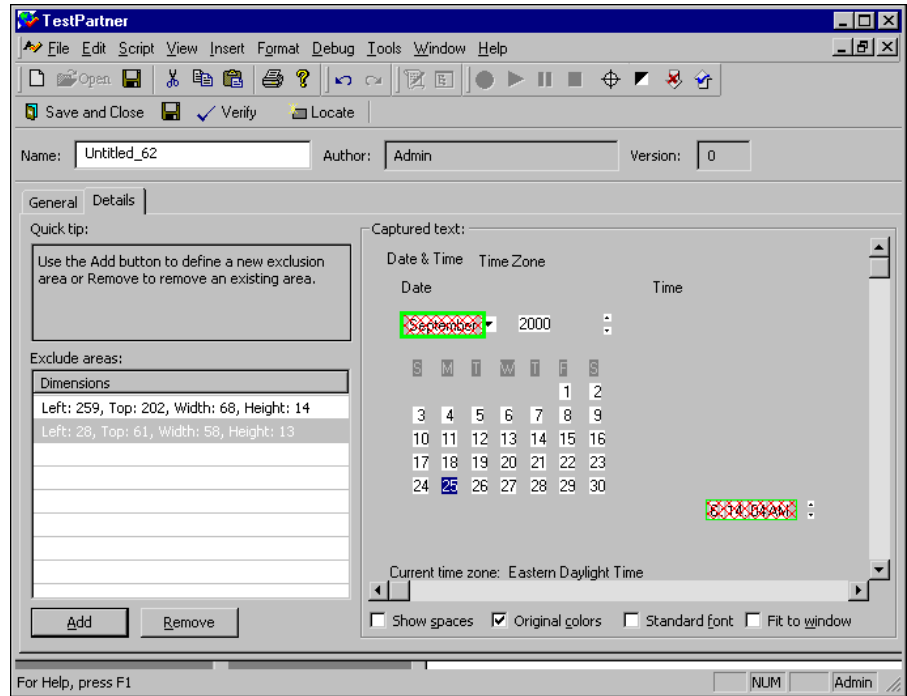 TestPartner
File Edit Script View Insert Format Debug Tools Window Help
Open
Save and Close Verify Locate
Name: Untitled_62 Author: Admin Version: 0
General Details
Quick tip:
Use the Add button to define a new exclusion
area or Remove to remove an existing area.
Exclude areas:
Dimensions
Left: 259, Top: 202, Width: 68, Height: 14
Left: 28, Top: 61, Width: 58, Height: 13
Add Remove
Captured text:
Date & Time Time Zone
Date Time
September 2000
S M T W T F S
1 2
3 4 5 6 7 8 9
10 11 12 13 14 15 16
17 18 19 20 21 22 23
24 25 26 27 28 29 30
6:14:04 AM
Current time zone: Eastern Daylight Time
Show spaces Original colors Standard font Fit to window
For Help, press F1 NUM Admin